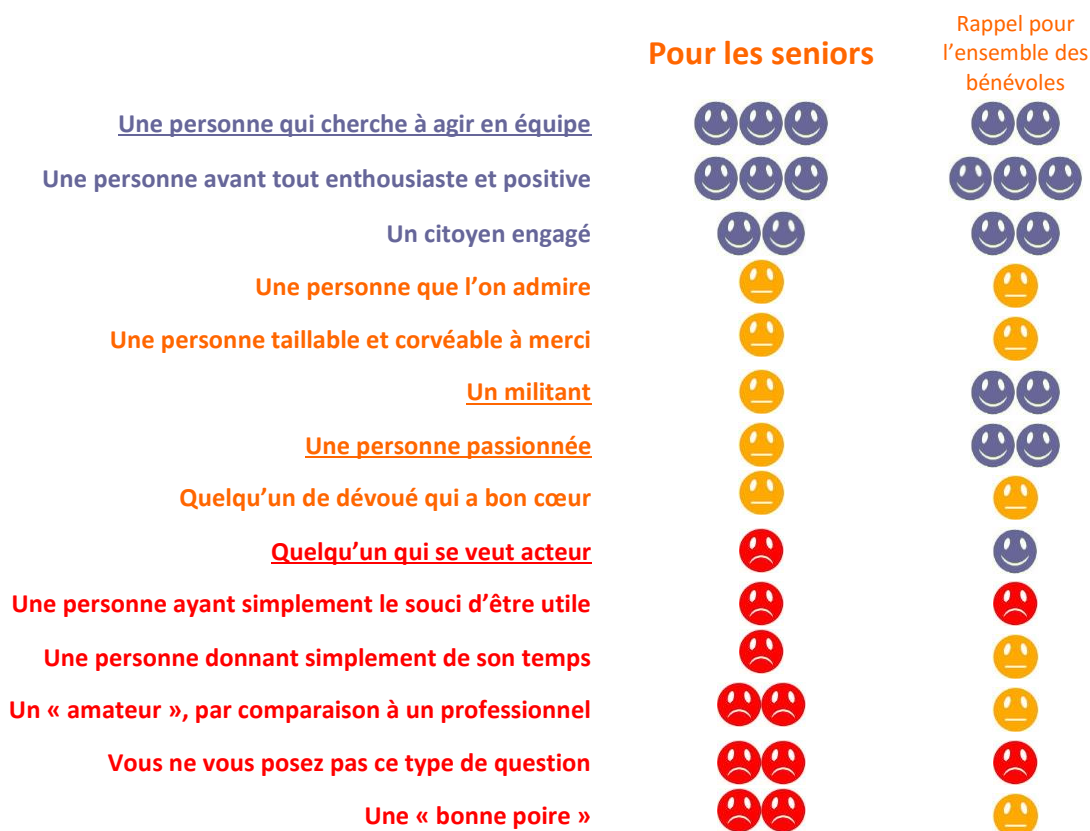 Pour les seniors
Rappel pour
l'ensemble des
bénévoles
Une personne qui cherche à agir en équipe
Une personne avant tout enthousiaste et positive
Un citoyen engagé
Une personne que l'on admire
Une personne taillable et corvéable à merci
Un militant
Une personne passionnée
Quelqu'un de dévoué qui a bon cœur
Quelqu'un qui se veut acteur
Une personne ayant simplement le souci d'être utile
Une personne donnant simplement de son temps
Un « amateur », par comparaison à un professionnel
Vous ne vous posez pas ce type de question
Une « bonne poire »